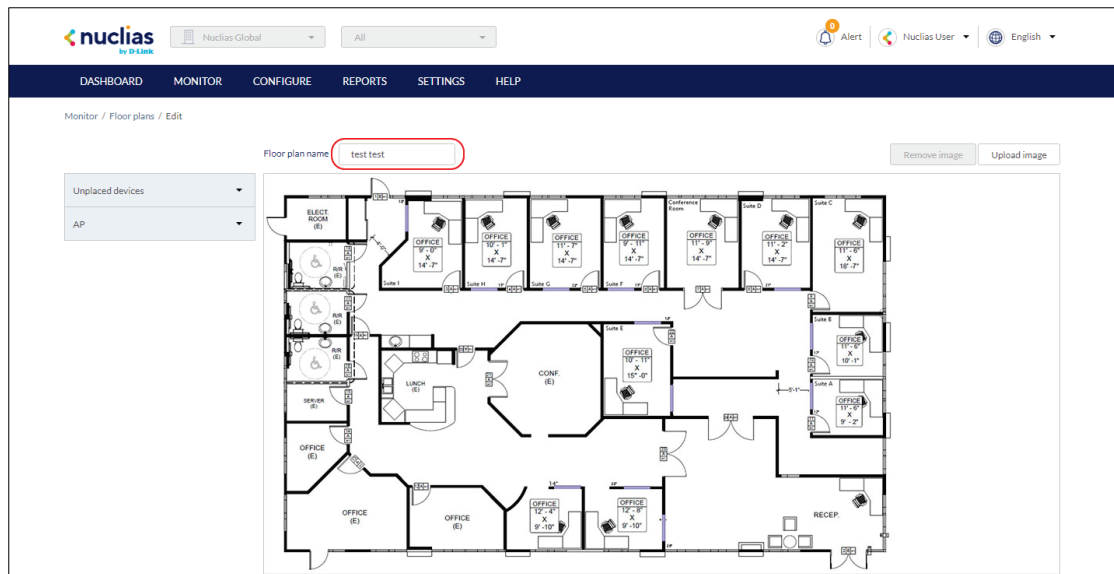 nuclias
by D-Link
Nuclias Global
All
0
Alert
Nuclias User
English
DASHBOARD MONITOR CONFIGURE REPORTS SETTINGS HELP
Monitor / Floor plans / Edit
Floor plan name
test test
Remove image
Upload image
Unplaced devices
AP
ELECT.
ROOM
(E)
OFFICE
9' - 0"
X
14' -7"
Suite I
OFFICE
10' - 1"
X
14' -7"
Suite H
OFFICE
11' - 7"
X
14' -7"
Suite G
OFFICE
9' - 11"
X
14' -7"
Suite F
Conference
Room
OFFICE
11' - 9"
X
14' -7"
Suite D
OFFICE
11' - 2"
X
14' -7"
Suite C
OFFICE
11' - 6"
X
16' -7"
R/R
(E)
R/R
(E)
R/R
(E)
Suite B
OFFICE
11' - 6"
X
10' -1"
Suite E
OFFICE
10' - 11"
X
15' -0"
CONF.
(E)
LUNCH
(E)
Suite A
5'-1"
OFFICE
11' - 6"
X
9' - 2"
SERVER
(E)
OFFICE
(E)
OFFICE
(E)
OFFICE
(E)
14"
OFFICE
12' - 4"
X
9' -10"
OFFICE
12' - 8"
X
9' -10"
RECEP.